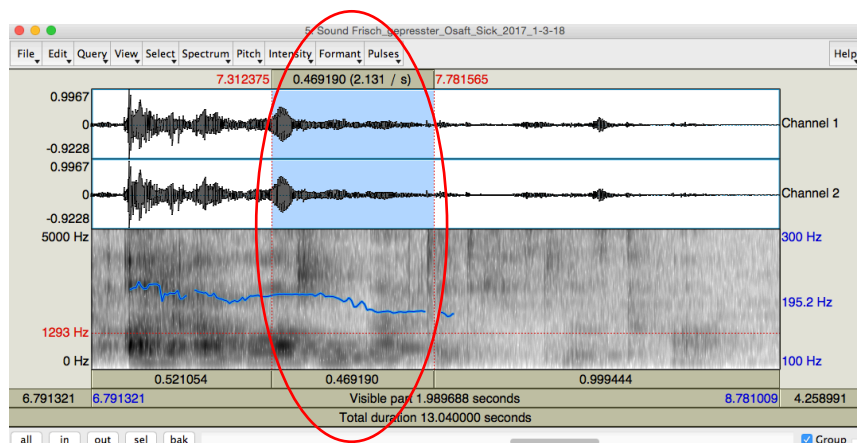 5. Sound Frisch_gepresster_Osaft_Sick_2017_1-3-18
File Edit Query View Select Spectrum Pitch Intensity Formant Pulses Help
7.312375 0.469190 (2.131 / s) 7.781565
0.9967
0 Channel 1
-0.9228
0.9967
0 Channel 2
-0.9228
5000 Hz 300 Hz
195.2 Hz
1293 Hz
0 Hz 100 Hz
0.521054 0.469190 0.999444
6.791321 6.791321 Visible part 1.989688 seconds 8.781009 4.258991
Total duration 13.040000 seconds
all in out sel bak Group